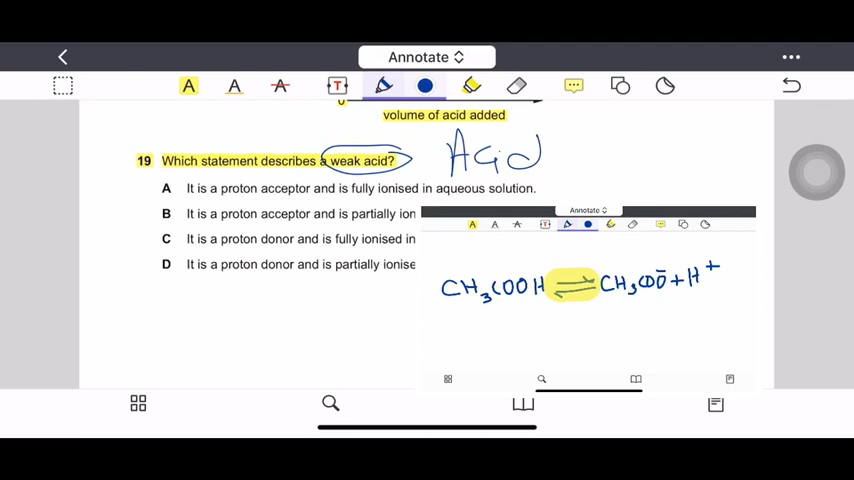 Annotate
A A A T
0
volume of acid added
19 Which statement describes a weak acid? Acid
A It is a proton acceptor and is fully ionised in aqueous solution.
B It is a proton acceptor and is partially ion
C It is a proton donor and is fully ionised in
D It is a proton donor and is partially ionise
Annotate
A A A T
CH₃COOH ⇌ CH₃COO⁻ + H⁺